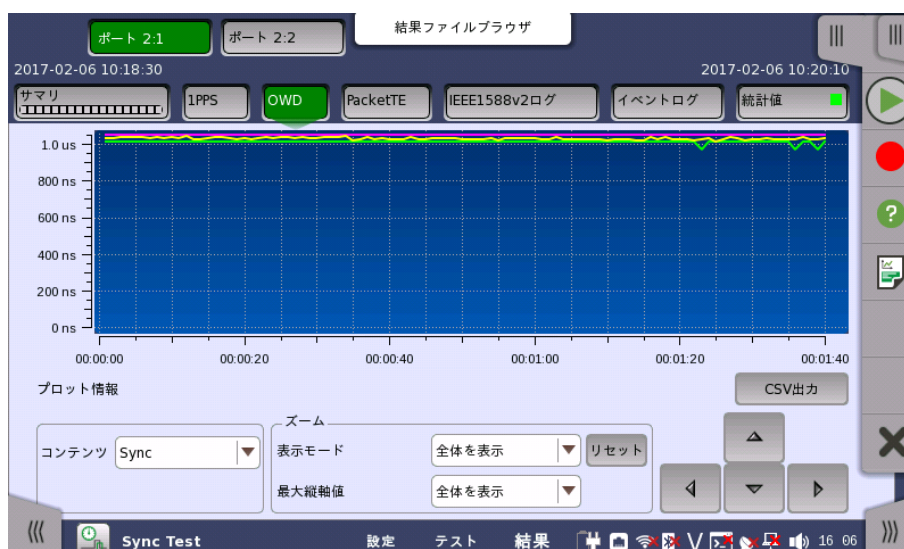 結果ファイルブラウザ
ポート 2:1
ポート 2:2
2017-02-06 10:18:30
2017-02-06 10:20:10
サマリ
1PPS
OWD
PacketTE
IEEE1588v2ログ
イベントログ
統計値
1.0 us
800 ns
600 ns
400 ns
200 ns
0 ns
00:00:00
00:00:20
00:00:40
00:01:00
00:01:20
00:01:40
プロット情報
CSV出力
コンテンツ
Sync
ズーム
表示モード
全体を表示
リセット
最大縦軸値
全体を表示
Sync Test
設定
テスト
結果
16 06